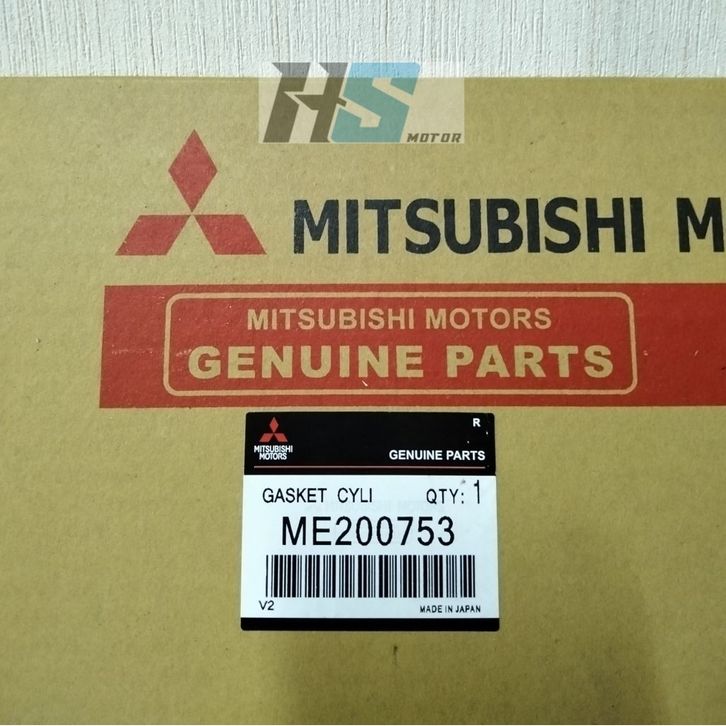 HS
MOTOR
MITSUBISHI M
MITSUBISHI MOTORS
GENUINE PARTS
R
MITSUBISHI
MOTORS
GENUINE PARTS
GASKET CYLI QTY: 1
ME200753
V2 MADE IN JAPAN